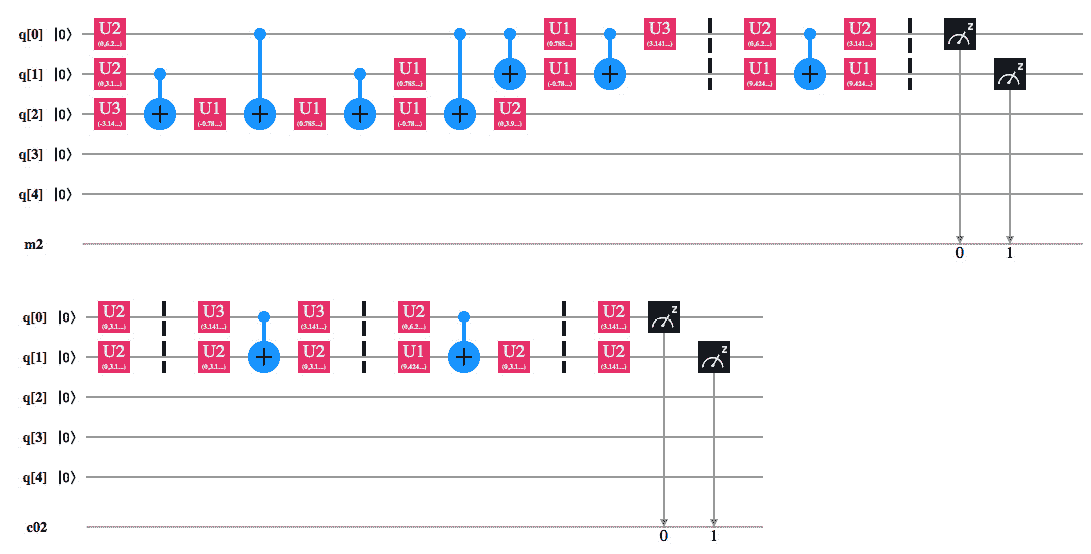 q[0] |0⟩ U2 U1 U3 U2 U2 z
(0,6.2...) (0.785...) (3.141...) (0,6.2...) (3.141...)
q[1] |0⟩ U2 U1 U1 U1 U1 z
(0,3.1...) (0.785...) (-0.78...) (9.424...) (9.424...)
q[2] |0⟩ U3 U1 U1 U1 U2
(-3.14...) (-0.78...) (0.785...) (-0.78...) (0,3.9...)
q[3] |0⟩
q[4] |0⟩
m2
0 1
q[0] |0⟩ U2 U3 U3 U2 U2 z
(0,3.1...) (3.141...) (3.141...) (0,6.2...) (3.141...)
q[1] |0⟩ U2 U2 U2 U1 U2 U2 z
(0,3.1...) (0,3.1...) (0,3.1...) (9.424...) (0,3.1...) (3.141...)
q[2] |0⟩
q[3] |0⟩
q[4] |0⟩
c02
0 1